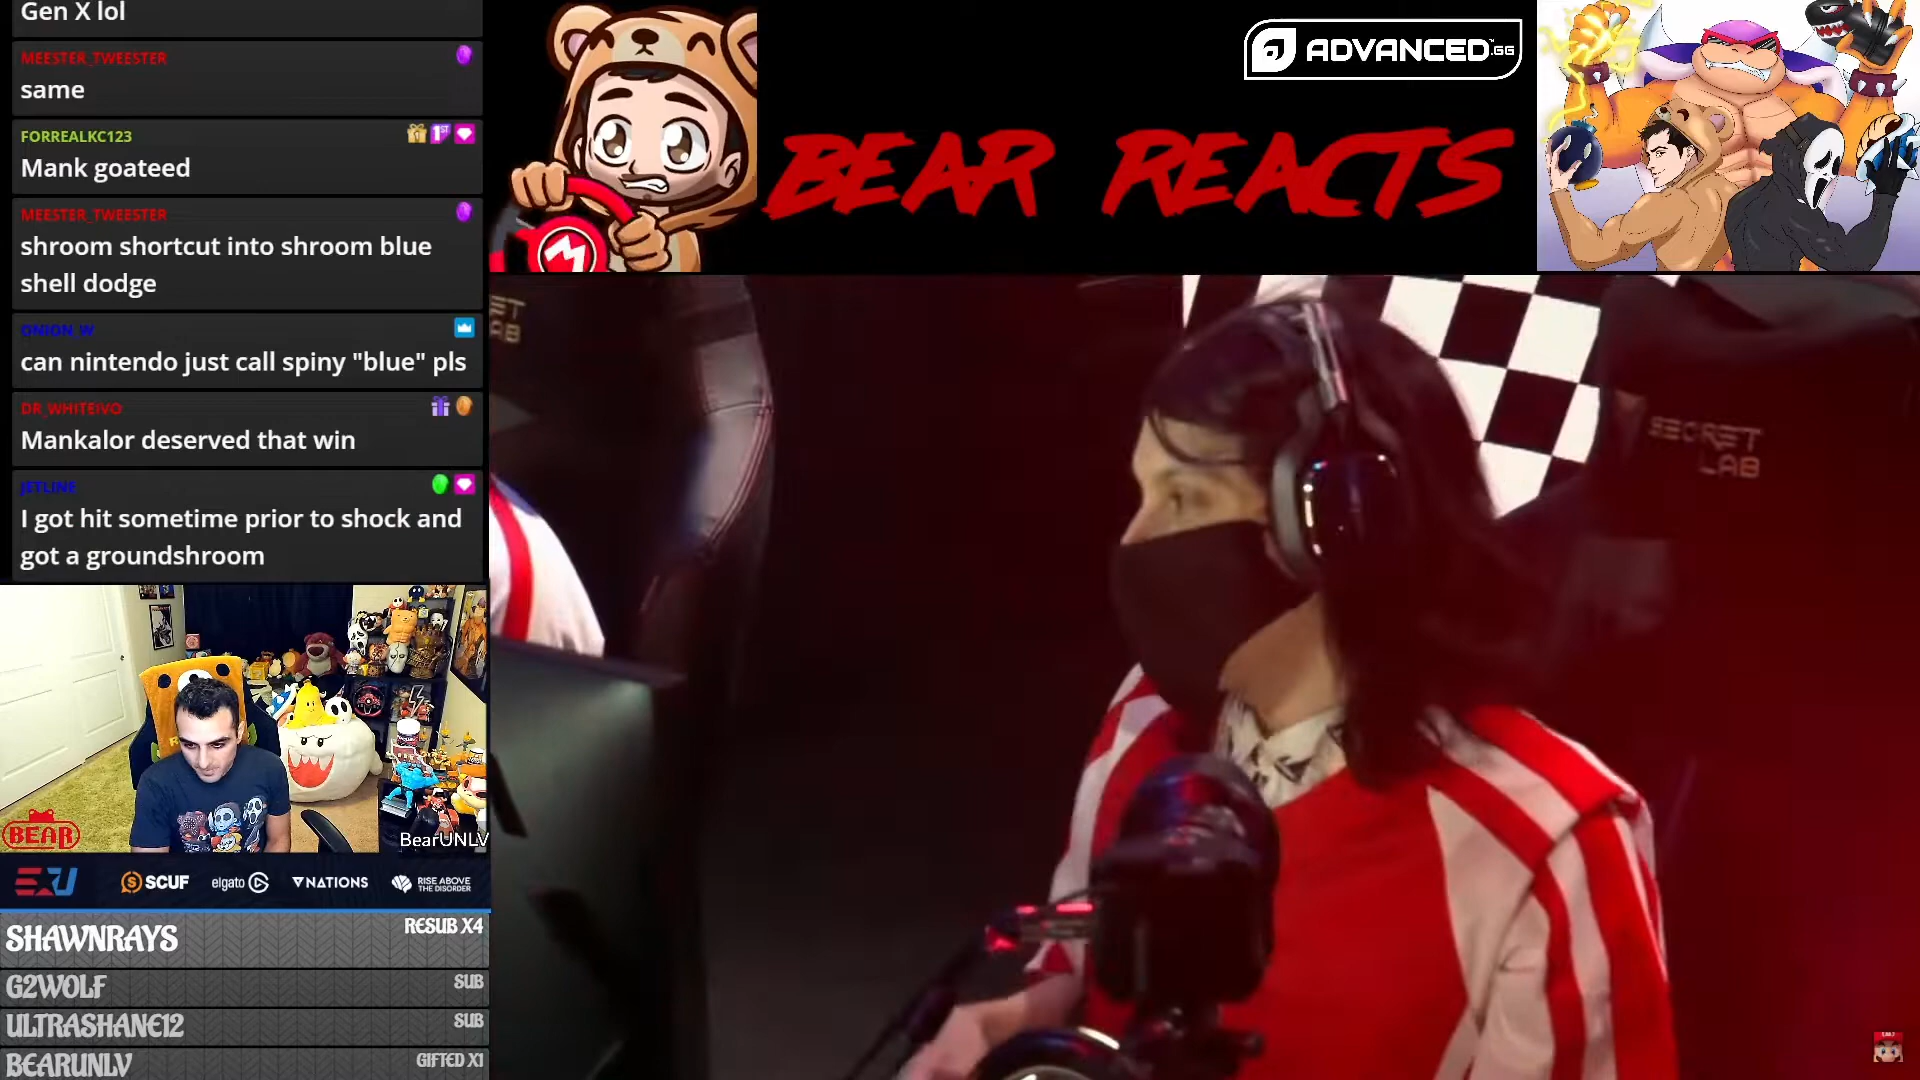 Gen X lol
MEESTER_TWEESTER
same
FORREALKC123
1ST
Mank goateed
MEESTER_TWEESTER
shroom shortcut into shroom blue
shell dodge
ONION_W
can nintendo just call spiny "blue" pls
DR_WHITEIVO
Mankalor deserved that win
JETLINE
I got hit sometime prior to shock and
got a groundshroom
ADVANCED.GG
BEAR REACTS
SECRET
LAB
BEAR
BearUNLV
EXU
SCUF
elgato
NATIONS
RISE ABOVE
THE DISORDER
SHAWNRAYS
RESUB X4
G2WOLF
SUB
ULTRASHANE12
SUB
BEARUNLV
GIFTED X1